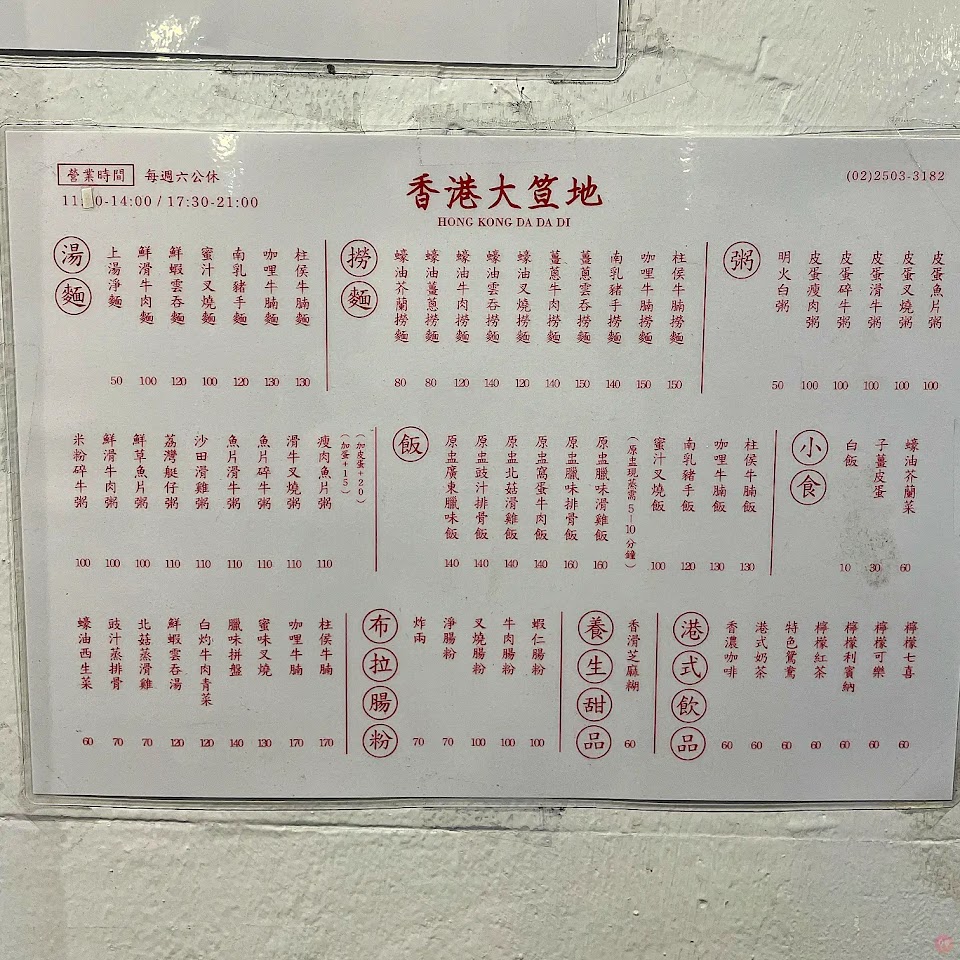 營業時間 每週六公休
/ 17:30-21:00
香港大笪地
HONG KONG DA DA DI
(02)2503-3182
湯麵
上湯淨麵 50
鮮滑牛肉麵 100
鮮蝦雲吞麵 120
蜜汁叉燒麵 100
南乳豬手麵 120
咖哩牛腩麵 130
柱侯牛腩麵 130
撈麵
蠔油芥蘭撈麵 80
蠔油薑蔥撈麵 80
蠔油牛肉撈麵 120
蠔油雲吞撈麵 140
蠔油叉燒撈麵 120
薑蔥牛肉撈麵 140
薑蔥雲吞撈麵 150
南乳豬手撈麵 140
咖哩牛腩撈麵 150
柱侯牛腩撈麵 150
粥
明火白粥 50
皮蛋瘦肉粥 100
皮蛋碎牛粥 100
皮蛋滑牛粥 100
皮蛋叉燒粥 100
皮蛋魚片粥 100
米粉碎牛粥 100
鮮滑牛肉粥 100
鮮草魚片粥 100
荔灣艇仔粥 110
沙田滑雞粥 110
魚片滑牛粥 110
魚片碎牛粥 110
滑牛叉燒粥 110
瘦肉魚片粥 110
(加蛋+15)
(加皮蛋+20)
飯
原盅廣東臘味飯 140
原盅豉汁排骨飯 140
原盅北菇滑雞飯 140
原盅窩蛋牛肉飯 140
原盅臘味排骨飯 160
原盅臘味滑雞飯 160
(原盅現蒸需5-10分鐘)
蜜汁叉燒飯 100
南乳豬手飯 120
咖哩牛腩飯 130
柱侯牛腩飯 130
小食
白飯 10
子薑皮蛋 30
蠔油芥蘭菜 60
蠔油西生菜 60
豉汁蒸排骨 70
北菇蒸滑雞 70
鮮蝦雲吞湯 120
白灼牛肉青菜 120
臘味拼盤 140
蜜味叉燒 130
咖哩牛腩 170
柱侯牛腩 170
布拉腸粉
炸兩 70
淨腸粉 70
叉燒腸粉 100
牛肉腸粉 100
蝦仁腸粉 100
養生甜品
香滑芝麻糊 60
港式飲品
香濃咖啡 60
港式奶茶 60
特色鴛鴦 60
檸檬紅茶 60
檸檬利賓納 60
檸檬可樂 60
檸檬七喜 60